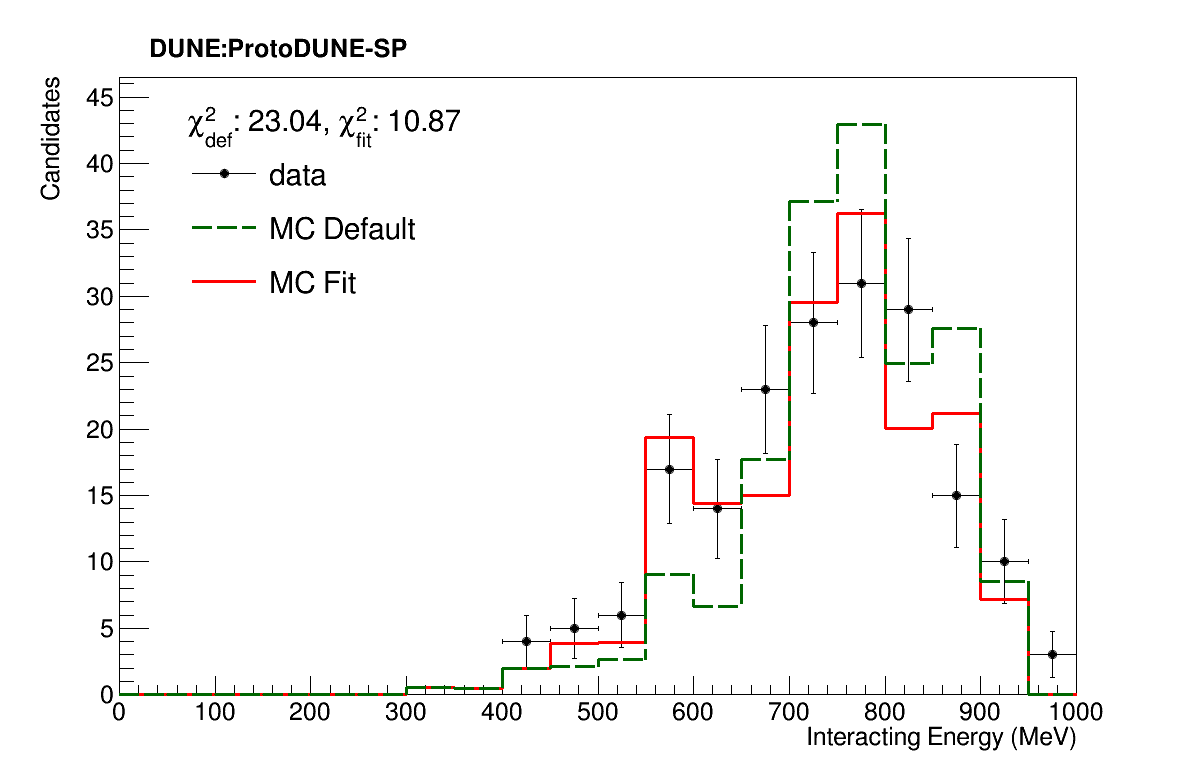 DUNE:ProtoDUNE-SP
Candidates
χ²def: 23.04, χ²fit: 10.87
data
MC Default
MC Fit
45
40
35
30
25
20
15
10
5
0
0 100 200 300 400 500 600 700 800 900 1000
Interacting Energy (MeV)